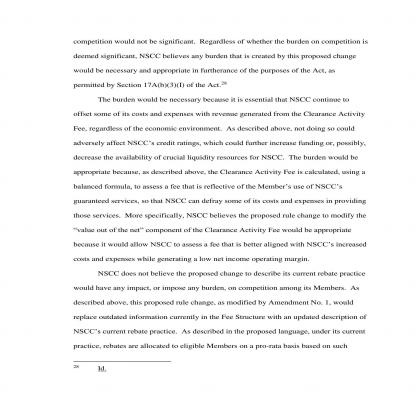 competition would not be significant.  Regardless of whether the burden on competition is
deemed significant, NSCC believes any burden that is created by this proposed change
would be necessary and appropriate in furtherance of the purposes of the Act, as
permitted by Section 17A(b)(3)(I) of the Act.28
The burden would be necessary because it is essential that NSCC continue to
offset some of its costs and expenses with revenue generated from the Clearance Activity
Fee, regardless of the economic environment.  As described above, not doing so could
adversely affect NSCC's credit ratings, which could further increase funding or, possibly,
decrease the availability of crucial liquidity resources for NSCC.  The burden would be
appropriate because, as described above, the Clearance Activity Fee is calculated, using a
balanced formula, to assess a fee that is reflective of the Member's use of NSCC's
guaranteed services, so that NSCC can defray some of its costs and expenses in providing
those services.  More specifically, NSCC believes the proposed rule change to modify the
"value out of the net" component of the Clearance Activity Fee would be appropriate
because it would allow NSCC to assess a fee that is better aligned with NSCC's increased
costs and expenses while generating a low net income operating margin.
NSCC does not believe the proposed change to describe its current rebate practice
would have any impact, or impose any burden, on competition among its Members.  As
described above, this proposed rule change, as modified by Amendment No. 1, would
replace outdated information currently in the Fee Structure with an updated description of
NSCC's current rebate practice.  As described in the proposed language, under its current
practice, rebates are allocated to eligible Members on a pro-rata basis based on such
28 Id.